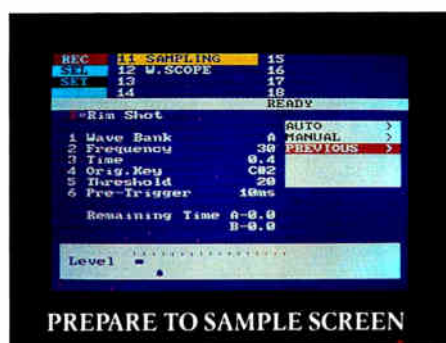 REC 11 SAMPLING 15
SEL 12 W.SCOPE 16
SET 13 17
14 18
READY
*Rim Shot
AUTO >
1 Wave Bank A MANUAL >
2 Frequency 30 PREVIOUS >
3 Time 0.4
4 Orig.Key C02
5 Threshold 20
6 Pre-Trigger 10ms
Remaining Time A-0.0
B-0.0
Level
PREPARE TO SAMPLE SCREEN